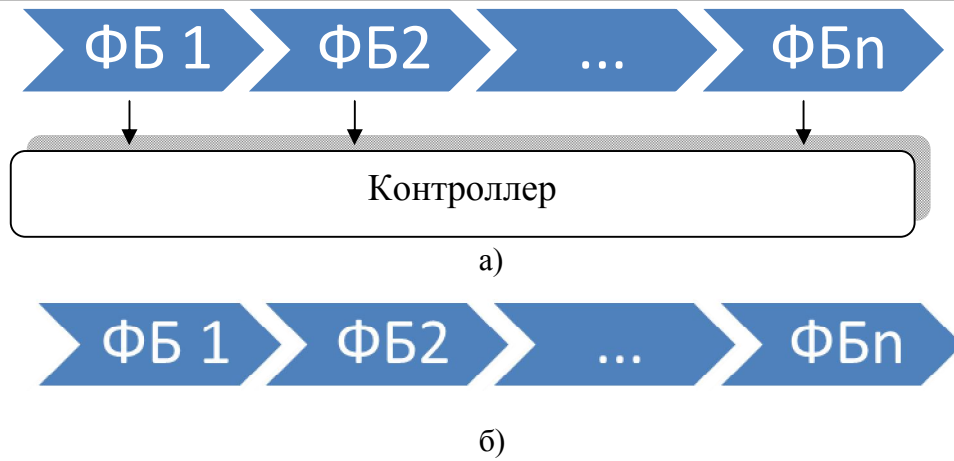 ФБ 1 ФБ2 ... ФБn
Контроллер
а)
ФБ 1 ФБ2 ... ФБn
б)